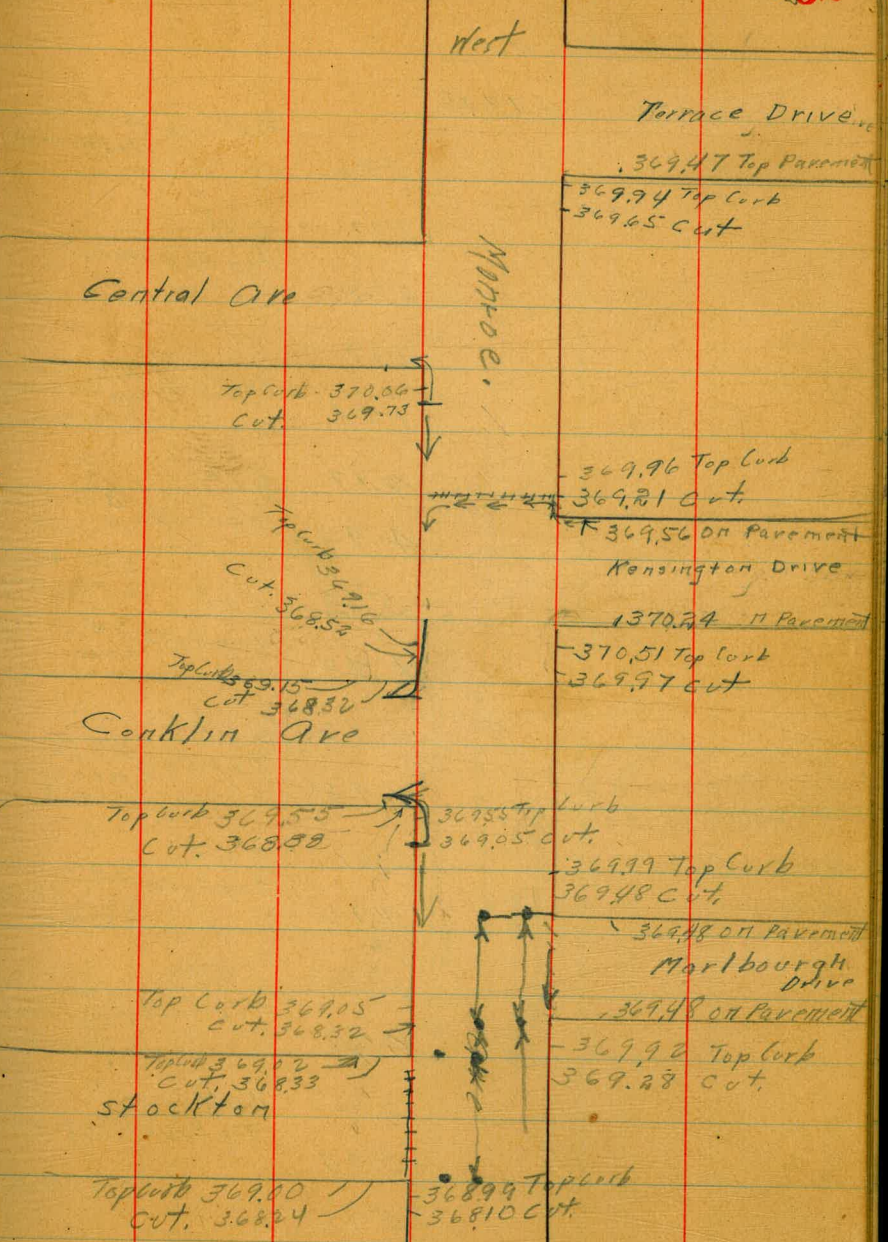 West
Terrace Drive
369.47 Top Pavement
369.94 Top Curb
369.65 Cut
Monroe.
Central Ave
Top Curb 370.06
Cut. 369.73
369.96 Top Curb
369.21 Cut.
369.56 on Pavement
Kensington Drive
Top Curb 369.16
Cut. 368.52
370.24 n Pavement
370.51 Top Curb
369.97 Cut
Top Curb 369.15
Cut 368.32
Conklin Ave
Top Curb 369.55
Cut. 368.88
369.55 Top Curb
369.05 Cut.
369.99 Top Curb
369.48 Cut.
369.48 on Pavement
Marlbourgh
Drive
369.48 on Pavement
Top Curb 369.05
Cut. 368.32
Top Curb 369.02
Cut. 368.33
369.92 Top Curb
369.28 Cut.
Stockton
Top Curb 369.00
Cut. 368.24
368.99 Top Curb
368.10 Cut.